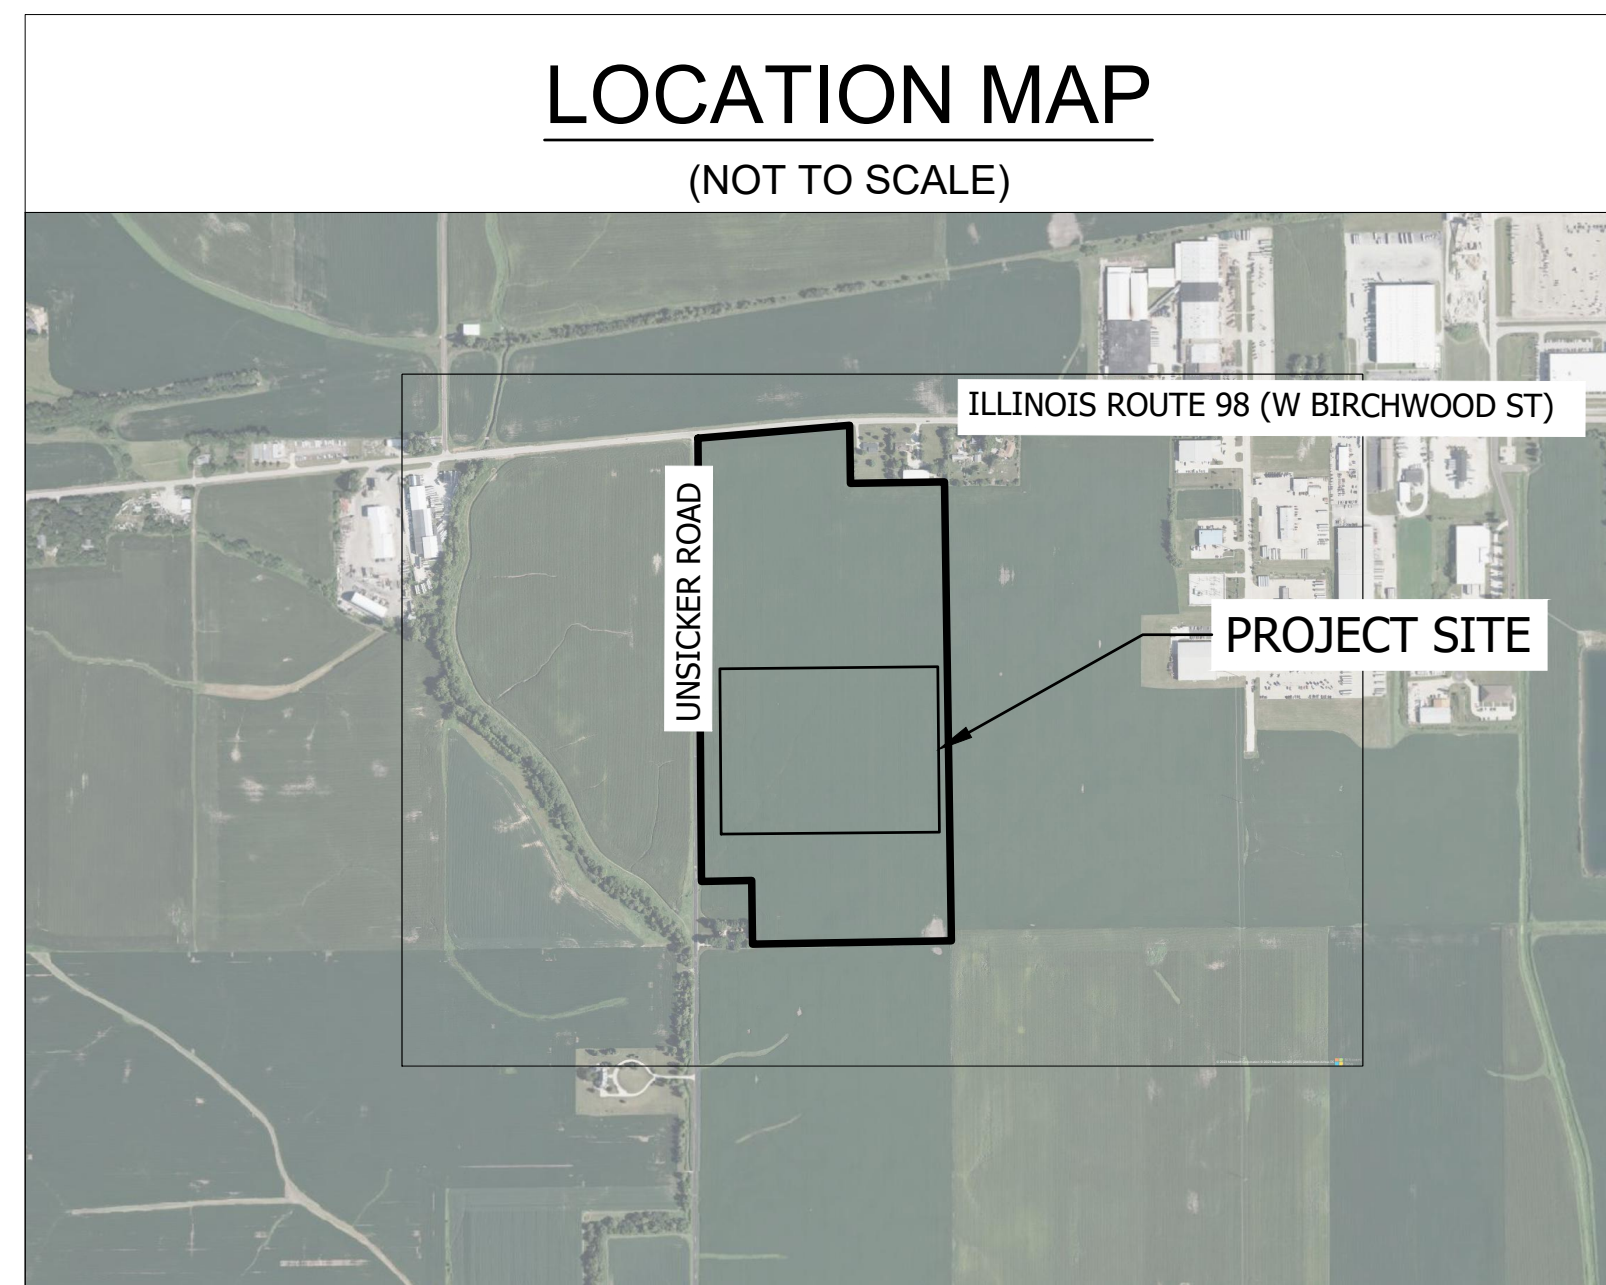 LOCATION MAP
(NOT TO SCALE)
ILLINOIS ROUTE 98 (W BIRCHWOOD ST)
UNSICKER ROAD
PROJECT SITE